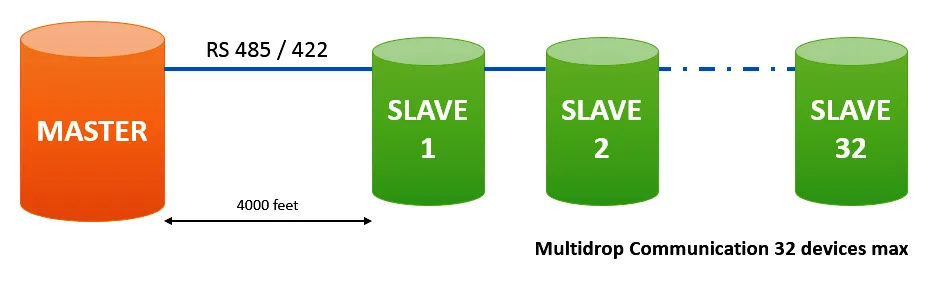 RS 485 / 422
MASTER
SLAVE
1
SLAVE
2
SLAVE
32
4000 feet
Multidrop Communication 32 devices max